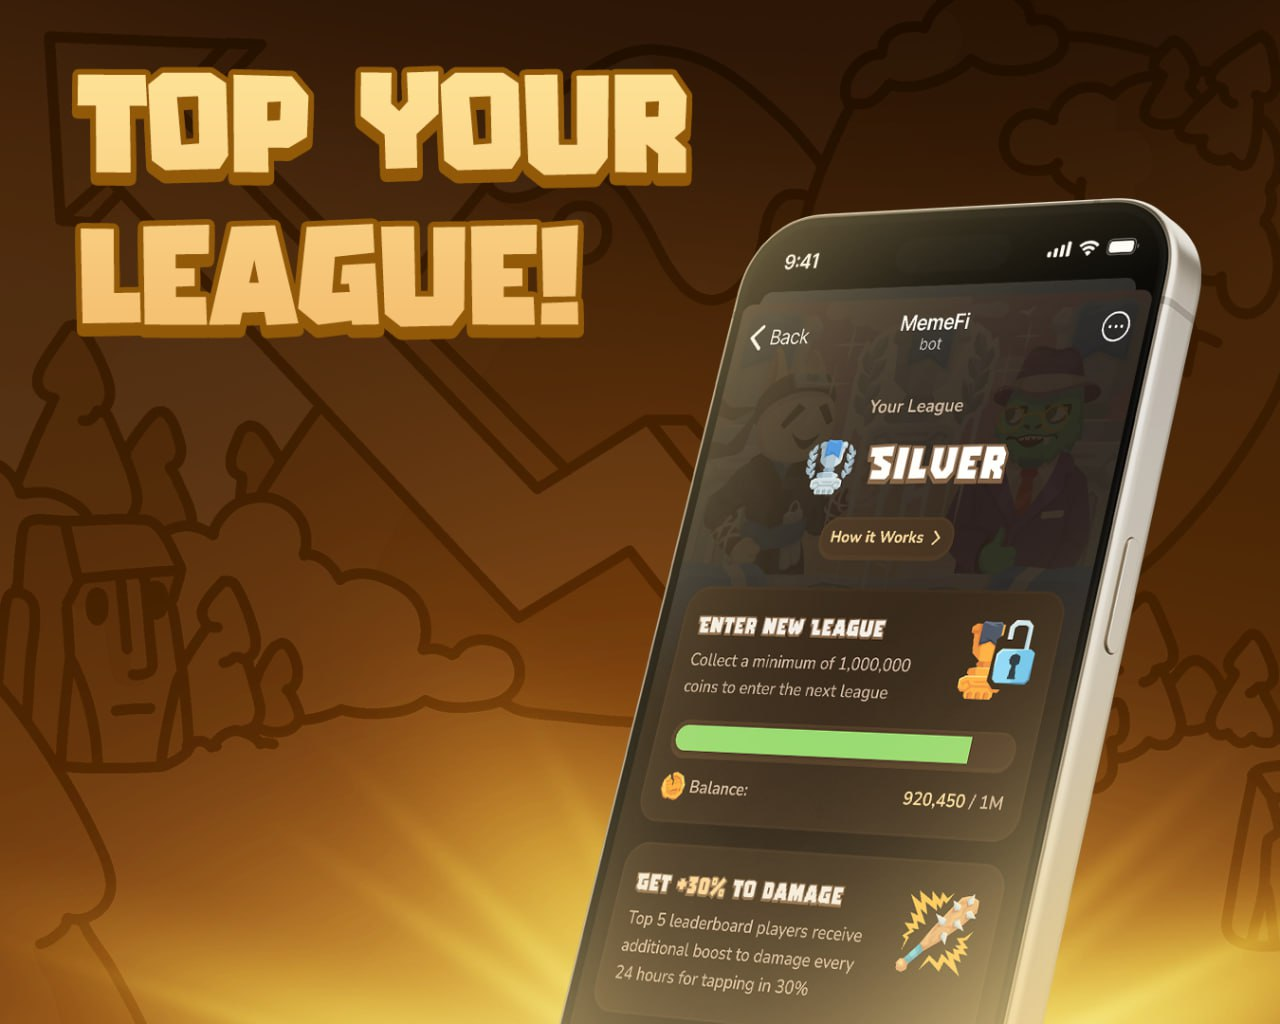 TOP YOUR
LEAGUE!
9:41
Back
MemeFi
bot
Your League
SILVER
How it Works
ENTER NEW LEAGUE
Collect a minimum of 1,000,000
coins to enter the next league
Balance:
920,450 / 1M
GET +30% TO DAMAGE
Top 5 leaderboard players receive
additional boost to damage every
24 hours for tapping in 30%